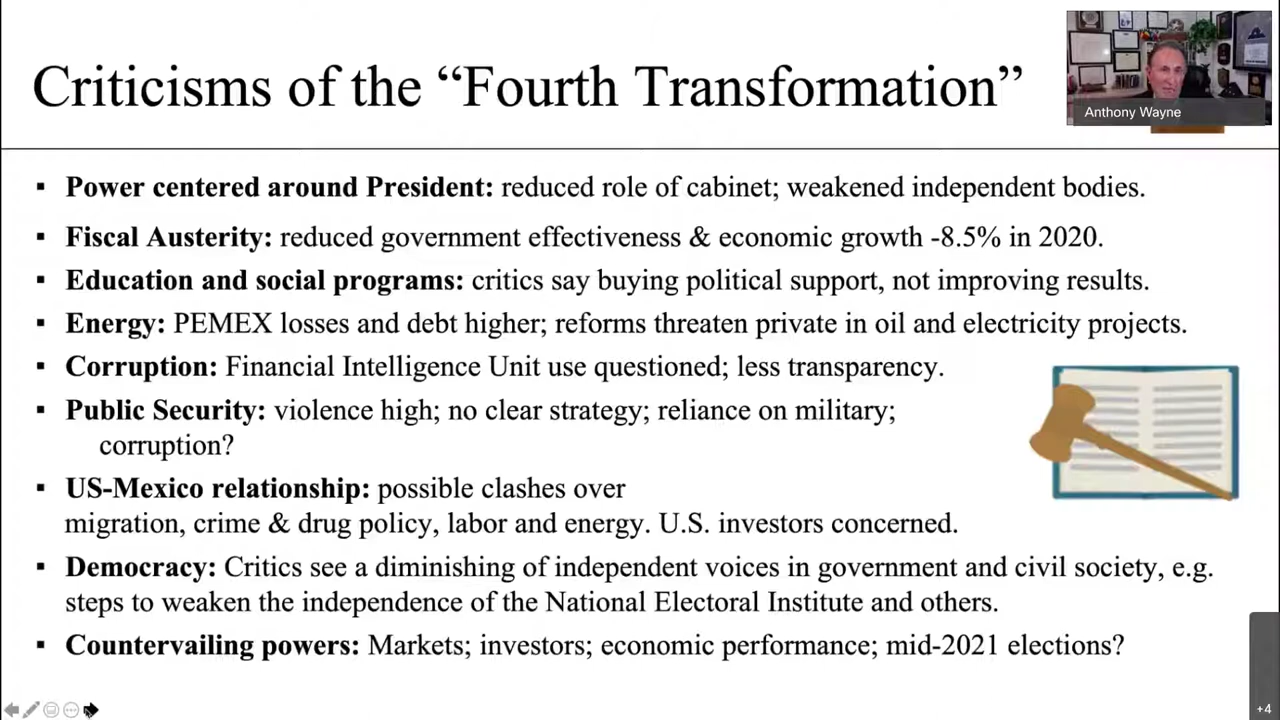 Criticisms of the “Fourth Transformation”
Anthony Wayne
▪ Power centered around President: reduced role of cabinet; weakened independent bodies.
▪ Fiscal Austerity: reduced government effectiveness & economic growth -8.5% in 2020.
▪ Education and social programs: critics say buying political support, not improving results.
▪ Energy: PEMEX losses and debt higher; reforms threaten private in oil and electricity projects.
▪ Corruption: Financial Intelligence Unit use questioned; less transparency.
▪ Public Security: violence high; no clear strategy; reliance on military;
corruption?
▪ US-Mexico relationship: possible clashes over
migration, crime & drug policy, labor and energy. U.S. investors concerned.
▪ Democracy: Critics see a diminishing of independent voices in government and civil society, e.g.
steps to weaken the independence of the National Electoral Institute and others.
▪ Countervailing powers: Markets; investors; economic performance; mid-2021 elections?
+4